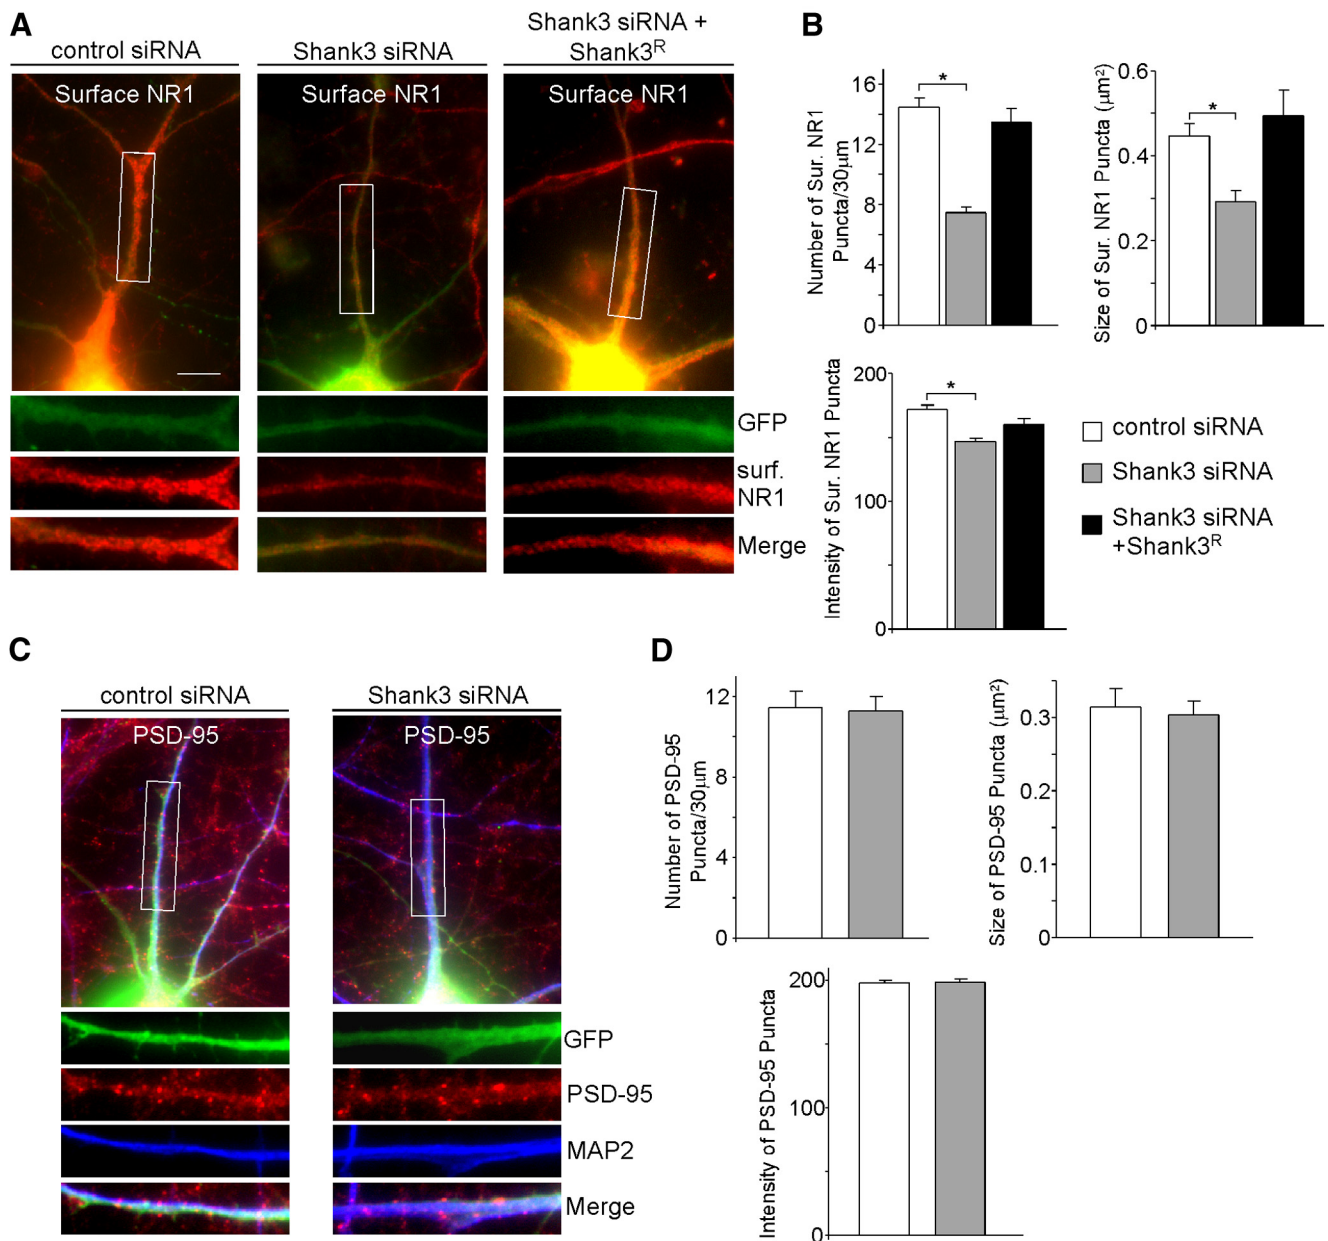 A
control siRNA
Shank3 siRNA
Shank3 siRNA +
Shank3R
Surface NR1
Surface NR1
Surface NR1
GFP
surf.
NR1
Merge
B
Number of Sur. NR1
Puncta/30μm
16
12
8
4
0
*
Size of Sur. NR1 Puncta (μm²)
0.6
0.4
0.2
0
*
Intensity of Sur. NR1 Puncta
200
100
0
*
control siRNA
Shank3 siRNA
Shank3 siRNA
+Shank3R
C
control siRNA
Shank3 siRNA
PSD-95
PSD-95
GFP
PSD-95
MAP2
Merge
D
Number of PSD-95
Puncta/30μm
12
8
4
0
Size of PSD-95 Puncta (μm²)
0.3
0.2
0.1
0
Intensity of PSD-95 Puncta
200
100
0